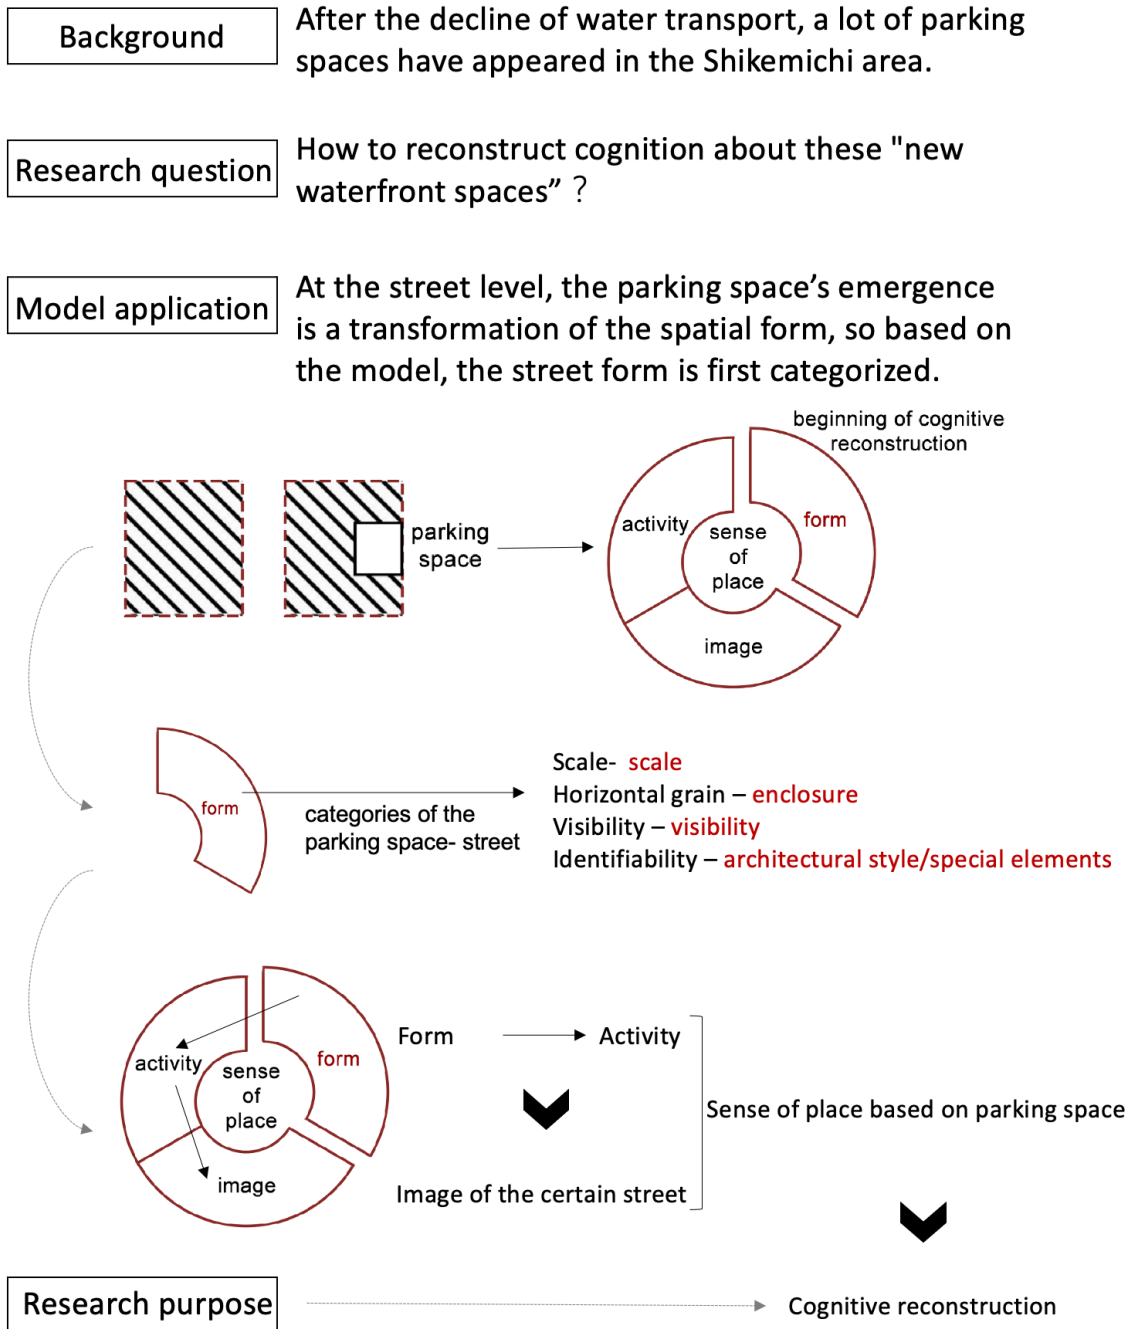 Background
After the decline of water transport, a lot of parking
spaces have appeared in the Shikemichi area.
Research question
How to reconstruct cognition about these "new
waterfront spaces” ?
Model application
At the street level, the parking space’s emergence
is a transformation of the spatial form, so based on
the model, the street form is first categorized.
beginning of cognitive
reconstruction
parking
space
activity
form
sense
of
place
image
form
categories of the
parking space- street
Scale- scale
Horizontal grain – enclosure
Visibility – visibility
Identifiability – architectural style/special elements
activity
form
sense
of
place
image
Form
Activity
Image of the certain street
Sense of place based on parking space
Research purpose
Cognitive reconstruction